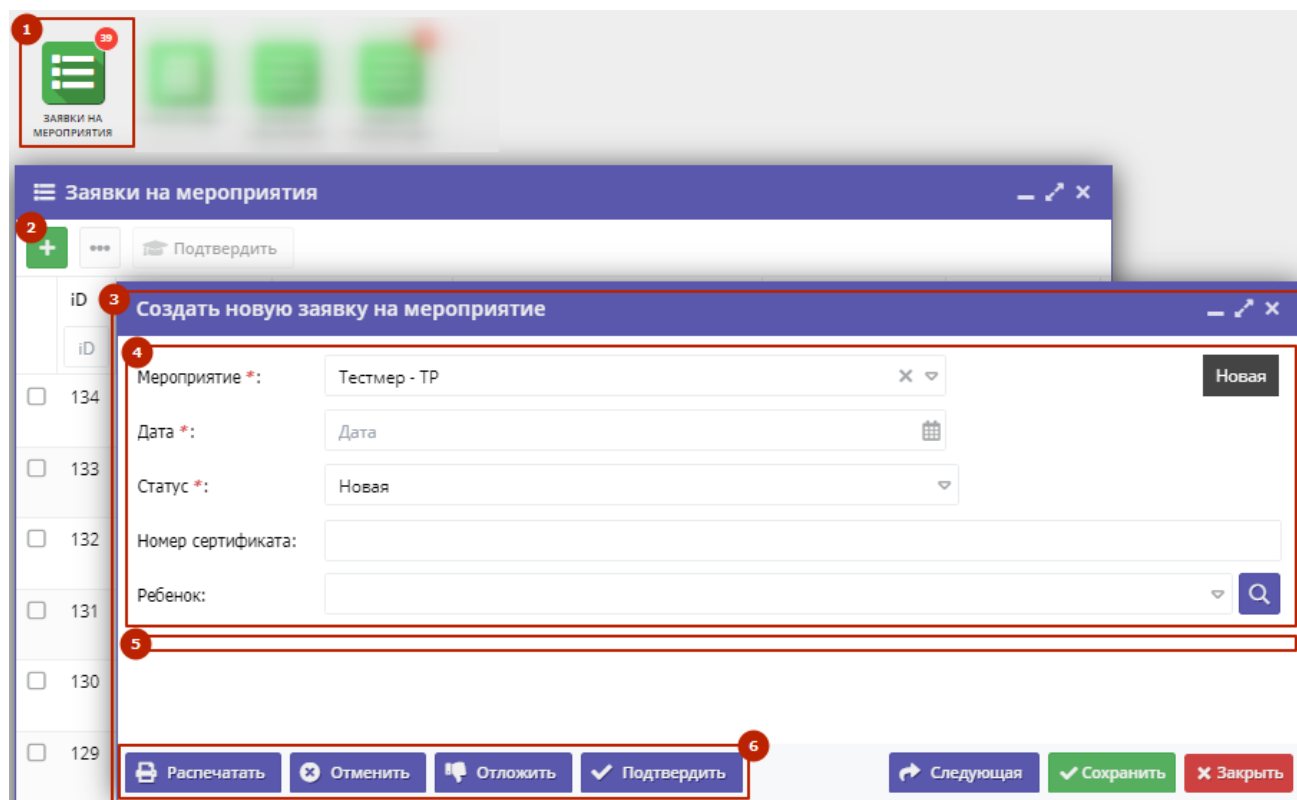 1
39
ЗАЯВКИ НА
МЕРОПРИЯТИЯ
Заявки на мероприятия
2
+ ••• Подтвердить
iD
3
Создать новую заявку на мероприятие
iD
4
Мероприятие *: Тестмер - ТР
Новая
134
Дата *: Дата
133
Статус *: Новая
132
Номер сертификата:
131
Ребенок:
5
130
6
129
Распечатать Отменить Отложить Подтвердить Следующая Сохранить Закрыть